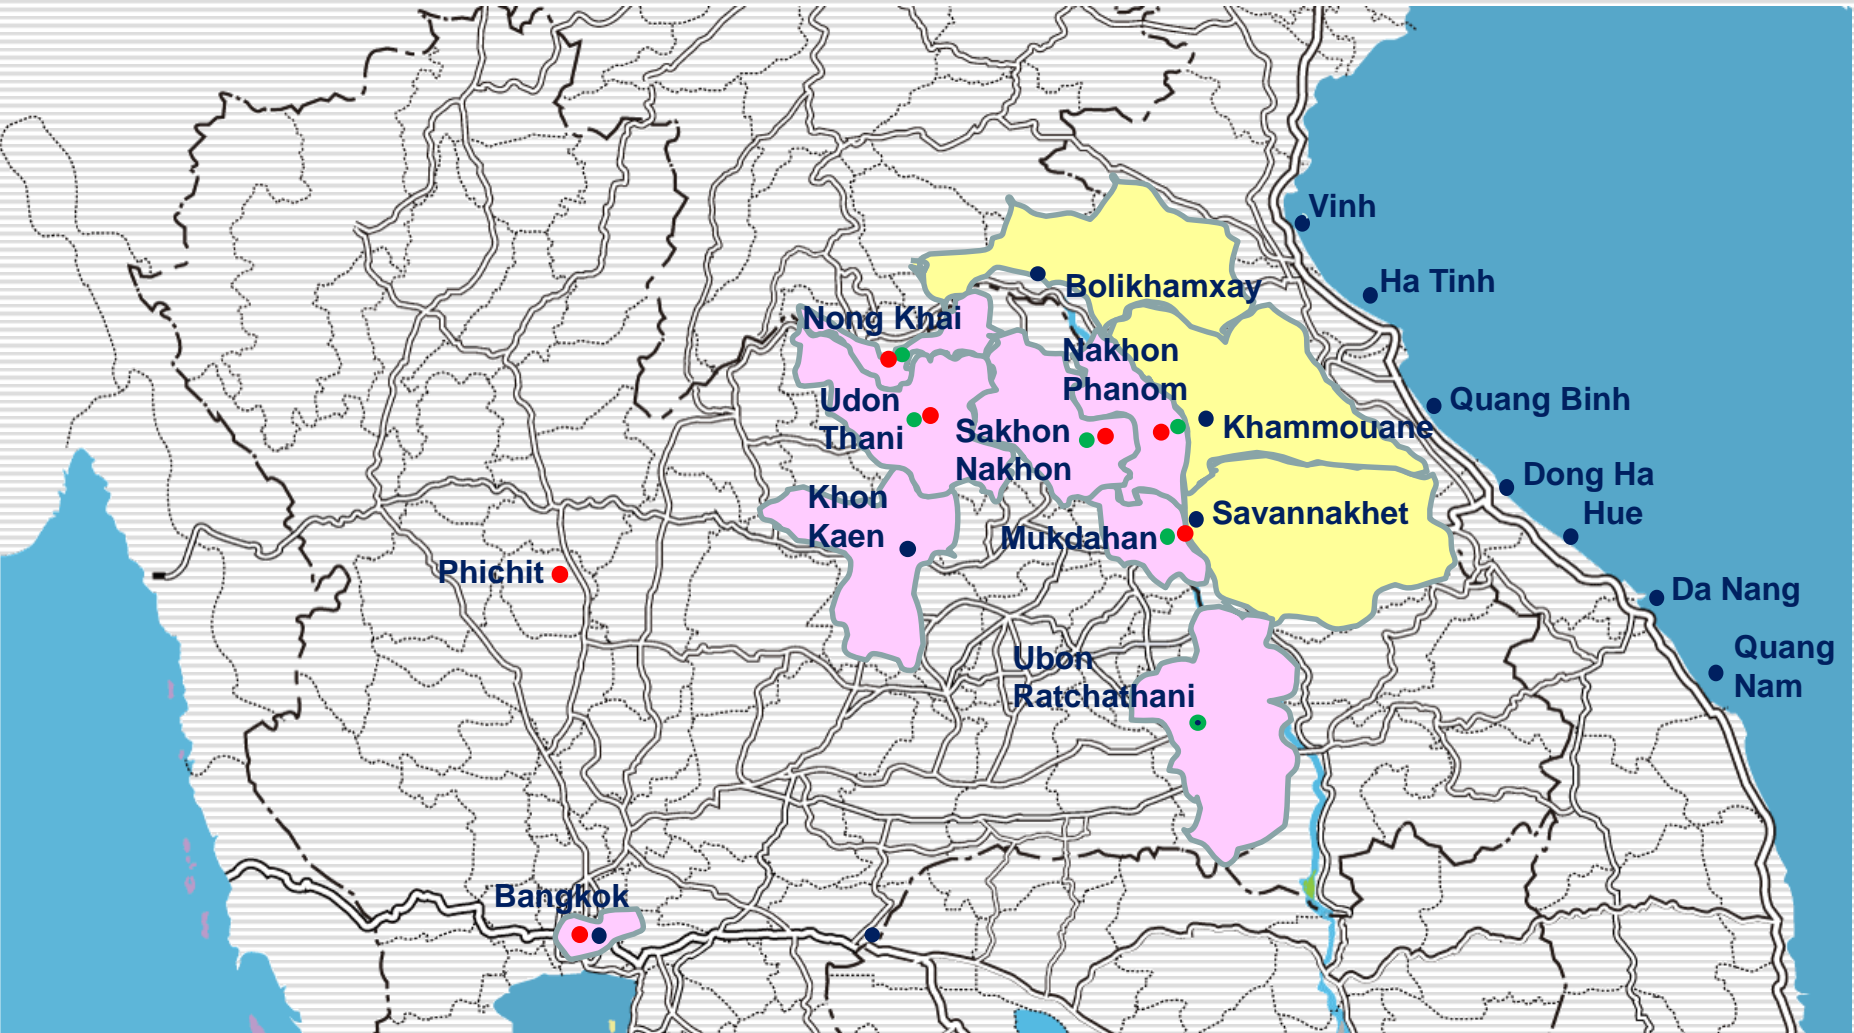 Vinh
Ha Tinh
Bolikhamxay
Nong Khai
Nakhon
Phanom
Quang Binh
Udon
Thani
Khammouane
Sakhon
Nakhon
Dong Ha
Khon
Kaen
Savannakhet
Hue
Mukdahan
Phichit
Da Nang
Quang
Nam
Ubon
Ratchathani
Bangkok